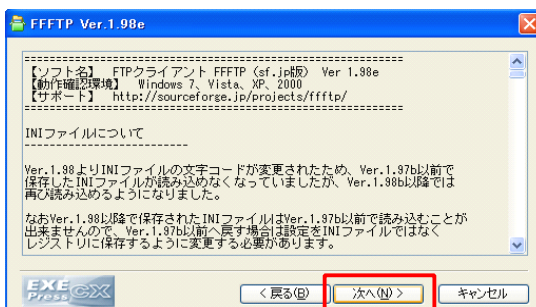 FFFTP Ver.1.98e
==========================================================
【ソフト名】 FTPクライアント FFFTP (sf.jp版) Ver 1.98e
【動作確認環境】 Windows 7、Vista、XP、2000
【サポート】 http://sourceforge.jp/projects/ffftp/
==========================================================
INIファイルについて
-------------------------
Ver.1.98よりINIファイルの文字コードが変更されたため、Ver.1.97b以前で
保存したINIファイルが読み込めなくなっていましたが、Ver.1.98b以降では
再び読み込めるようになりました。
なおVer.1.98以降で保存されたINIファイルはVer.1.97b以前で読み込むことが
出来ませんので、Ver.1.97b以前へ戻す場合は設定をINIファイルではなく
レジストリに保存するように変更する必要があります。
EXE Press CX
< 戻る(B)
次へ(N) >
キャンセル